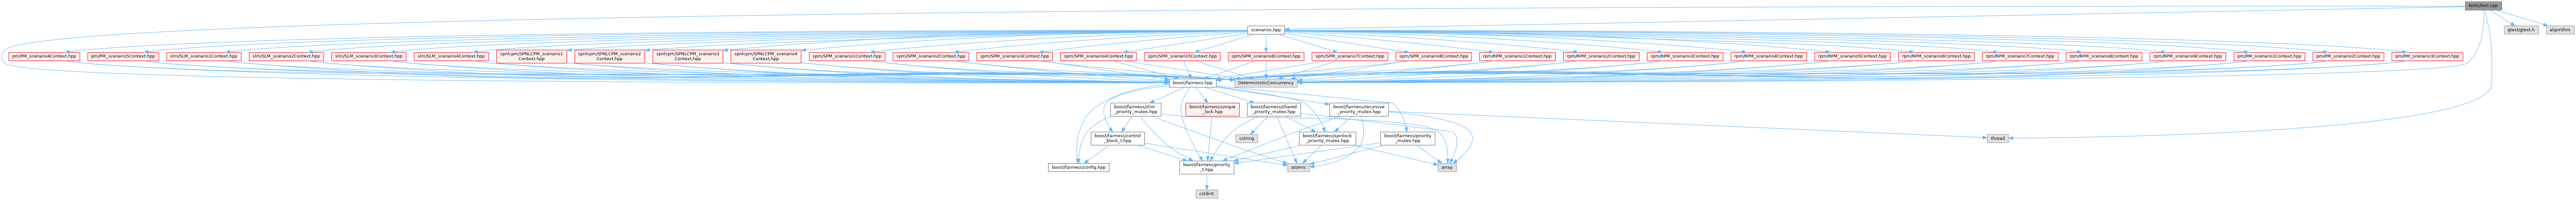 tests/test.cpp
scenarios.hpp
gtest/gtest.h
algorithm
pm/PM_scenario4Context.hpp
pm/PM_scenario5Context.hpp
slm/SLM_scenario1Context.hpp
slm/SLM_scenario2Context.hpp
slm/SLM_scenario3Context.hpp
slm/SLM_scenario4Context.hpp
spnlcpm/SPNLCPM_scenario1
Context.hpp
spnlcpm/SPNLCPM_scenario2
Context.hpp
spnlcpm/SPNLCPM_scenario3
Context.hpp
spnlcpm/SPNLCPM_scenario4
Context.hpp
spm/SPM_scenario1Context.hpp
spm/SPM_scenario2Context.hpp
spm/SPM_scenario3Context.hpp
spm/SPM_scenario4Context.hpp
spm/SPM_scenario5Context.hpp
spm/SPM_scenario6Context.hpp
spm/SPM_scenario7Context.hpp
spm/SPM_scenario8Context.hpp
rpm/RPM_scenario1Context.hpp
rpm/RPM_scenario2Context.hpp
rpm/RPM_scenario3Context.hpp
rpm/RPM_scenario4Context.hpp
rpm/RPM_scenario5Context.hpp
rpm/RPM_scenario6Context.hpp
rpm/RPM_scenario7Context.hpp
rpm/RPM_scenario8Context.hpp
rpm/RPM_scenario9Context.hpp
pm/PM_scenario1Context.hpp
pm/PM_scenario2Context.hpp
pm/PM_scenario3Context.hpp
boost/fairness.hpp
DeterministicConcurrency
boost/fairness/slim
_priority_mutex.hpp
boost/fairness/unique
_lock.hpp
boost/fairness/shared
_priority_mutex.hpp
boost/fairness/recursive
_priority_mutex.hpp
boost/fairness/control
_block_t.hpp
cstring
boost/fairness/spinlock
_priority_mutex.hpp
boost/fairness/priority
_mutex.hpp
thread
boost/fairness/config.hpp
boost/fairness/priority
_t.hpp
atomic
array
cstdint